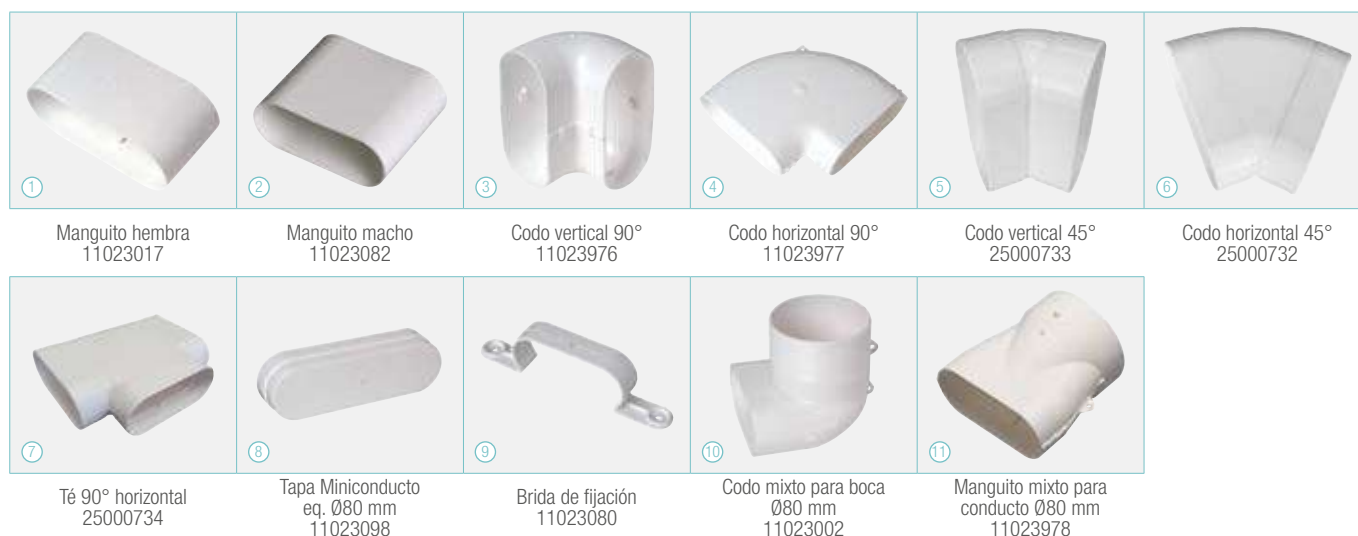 1
2
3
4
5
6
Manguito hembra
11023017
Manguito macho
11023082
Codo vertical 90°
11023976
Codo horizontal 90°
11023977
Codo vertical 45°
25000733
Codo horizontal 45°
25000732
7
8
9
10
11
Té 90° horizontal
25000734
Tapa Miniconducto
eq. Ø80 mm
11023098
Brida de fijación
11023080
Codo mixto para boca
Ø80 mm
11023002
Manguito mixto para
conducto Ø80 mm
11023978